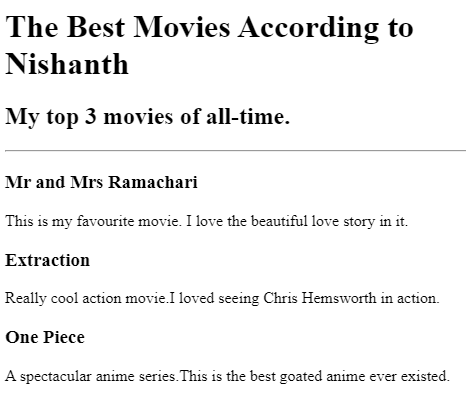 The Best Movies According to
Nishanth
My top 3 movies of all-time.
Mr and Mrs Ramachari
This is my favourite movie. I love the beautiful love story in it.
Extraction
Really cool action movie.I loved seeing Chris Hemsworth in action.
One Piece
A spectacular anime series.This is the best goated anime ever existed.